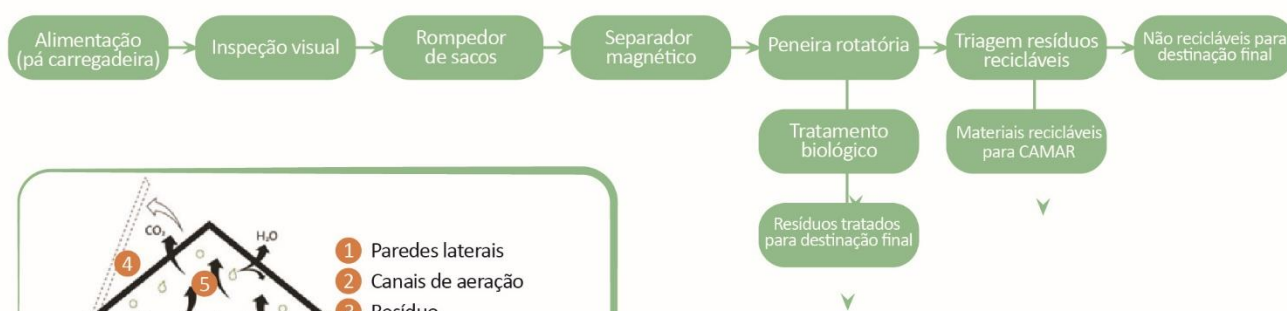 Alimentação
(pá carregadeira)
Inspeção visual
Rompedor
de sacos
Separador
magnético
Peneira rotatória
Triagem resíduos
recicláveis
Não recicláveis para
destinação final
Tratamento
biológico
Materiais recicláveis
para CAMAR
Resíduos tratados
para destinação final
CO₂
H₂O
4
5
1 Paredes laterais
2 Canais de aeração
3 Resíduo